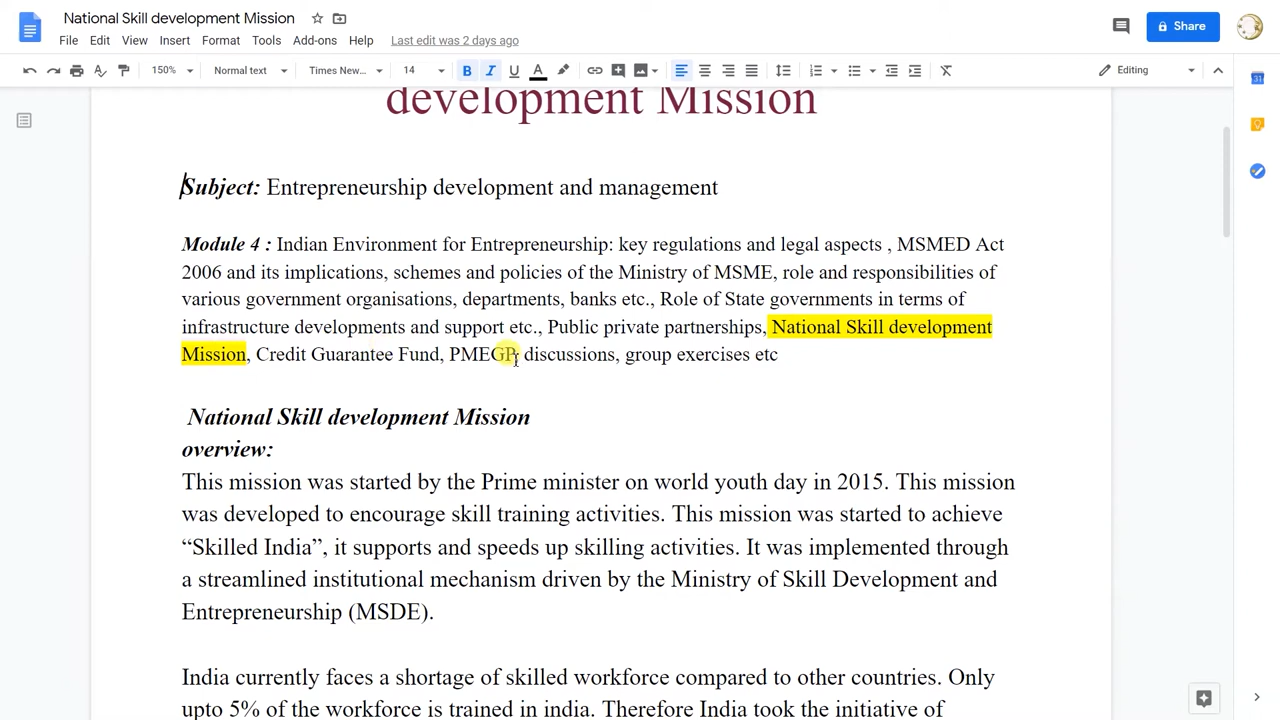 National Skill development Mission
File Edit View Insert Format Tools Add-ons Help Last edit was 2 days ago
Share
150% Normal text Times New... 14 B I U A Editing
development Mission
Subject: Entrepreneurship development and management
Module 4 : Indian Environment for Entrepreneurship: key regulations and legal aspects , MSMED Act
2006 and its implications, schemes and policies of the Ministry of MSME, role and responsibilities of
various government organisations, departments, banks etc., Role of State governments in terms of
infrastructure developments and support etc., Public private partnerships, National Skill development
Mission, Credit Guarantee Fund, PMEGP, discussions, group exercises etc
National Skill development Mission
overview:
This mission was started by the Prime minister on world youth day in 2015. This mission
was developed to encourage skill training activities. This mission was started to achieve
“Skilled India”, it supports and speeds up skilling activities. It was implemented through
a streamlined institutional mechanism driven by the Ministry of Skill Development and
Entrepreneurship (MSDE).
India currently faces a shortage of skilled workforce compared to other countries. Only
upto 5% of the workforce is trained in india. Therefore India took the initiative of